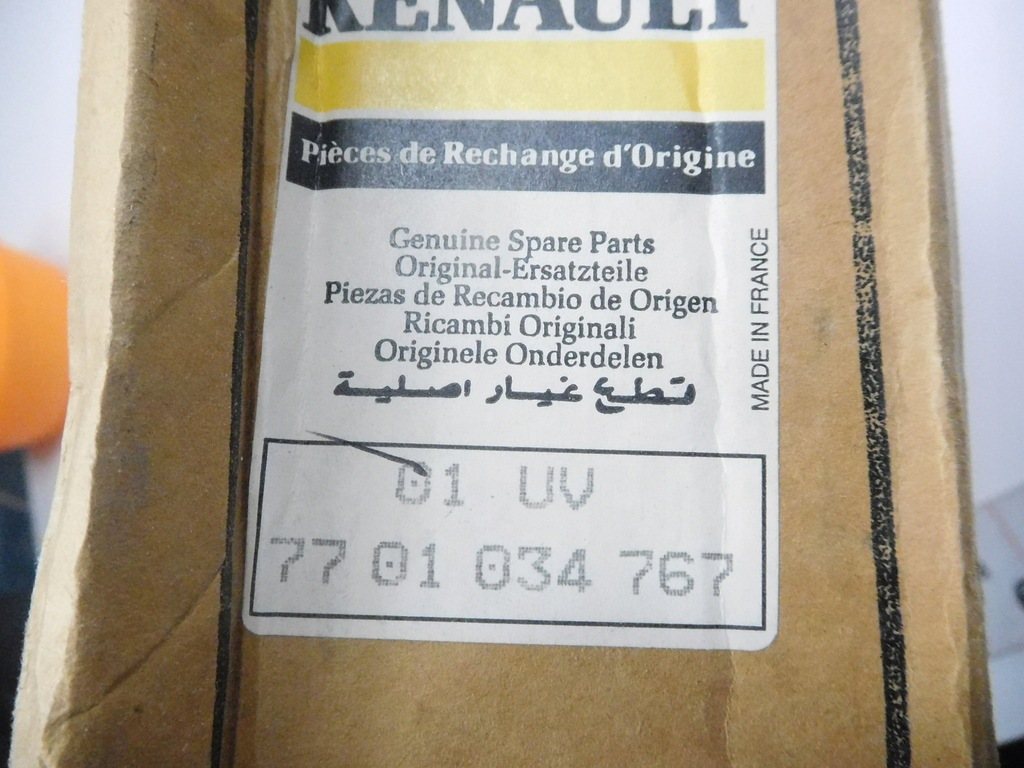 RENAULT
Pièces de Rechange d'Origine
Genuine Spare Parts
Original-Ersatzteile
Piezas de Recambio de Origen
Ricambi Originali
Originele Onderdelen
قطع غيار اصلية
MADE IN FRANCE
01 UV
77 01 034 767